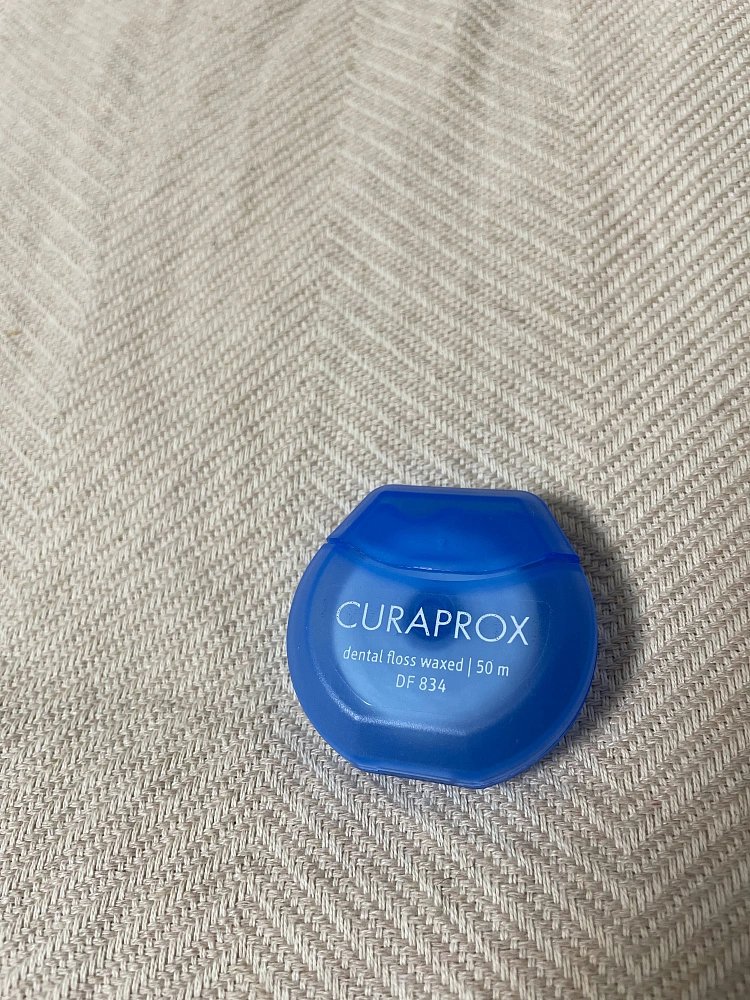 CURAPROX
dental floss waxed | 50 m
DF 834